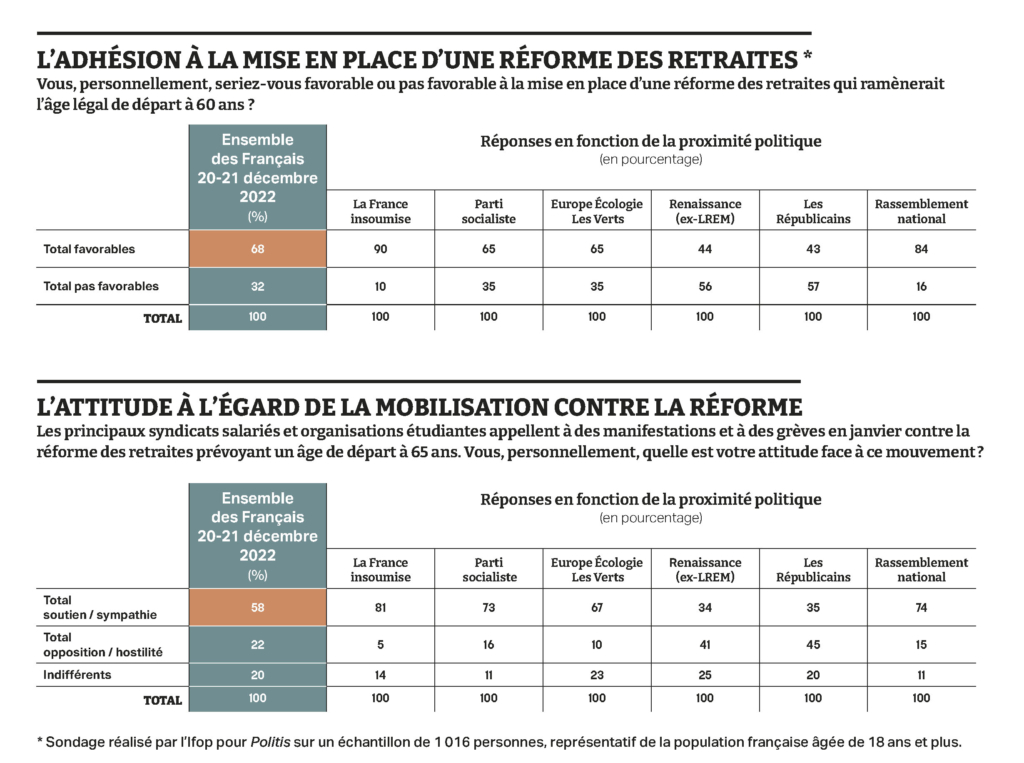 L’ADHÉSION À LA MISE EN PLACE D’UNE RÉFORME DES RETRAITES *
Vous, personnellement, seriez-vous favorable ou pas favorable à la mise en place d’une réforme des retraites qui ramènerait
l’âge légal de départ à 60 ans ?
Ensemble
des Français
20-21 décembre
2022
(%)
Réponses en fonction de la proximité politique
(en pourcentage)
La France
insoumise
Parti
socialiste
Europe Écologie
Les Verts
Renaissance
(ex-LREM)
Les
Républicains
Rassemblement
national
Total favorables 68 90 65 65 44 43 84
Total pas favorables 32 10 35 35 56 57 16
TOTAL 100 100 100 100 100 100 100
L’ATTITUDE À L’ÉGARD DE LA MOBILISATION CONTRE LA RÉFORME
Les principaux syndicats salariés et organisations étudiantes appellent à des manifestations et à des grèves en janvier contre la
réforme des retraites prévoyant un âge de départ à 65 ans. Vous, personnellement, quelle est votre attitude face à ce mouvement ?
Ensemble
des Français
20-21 décembre
2022
(%)
Réponses en fonction de la proximité politique
(en pourcentage)
La France
insoumise
Parti
socialiste
Europe Écologie
Les Verts
Renaissance
(ex-LREM)
Les
Républicains
Rassemblement
national
Total
soutien / sympathie 58 81 73 67 34 35 74
Total
opposition / hostilité 22 5 16 10 41 45 15
Indifférents 20 14 11 23 25 20 11
TOTAL 100 100 100 100 100 100 100
* Sondage réalisé par l’Ifop pour Politis sur un échantillon de 1 016 personnes, représentatif de la population française âgée de 18 ans et plus.